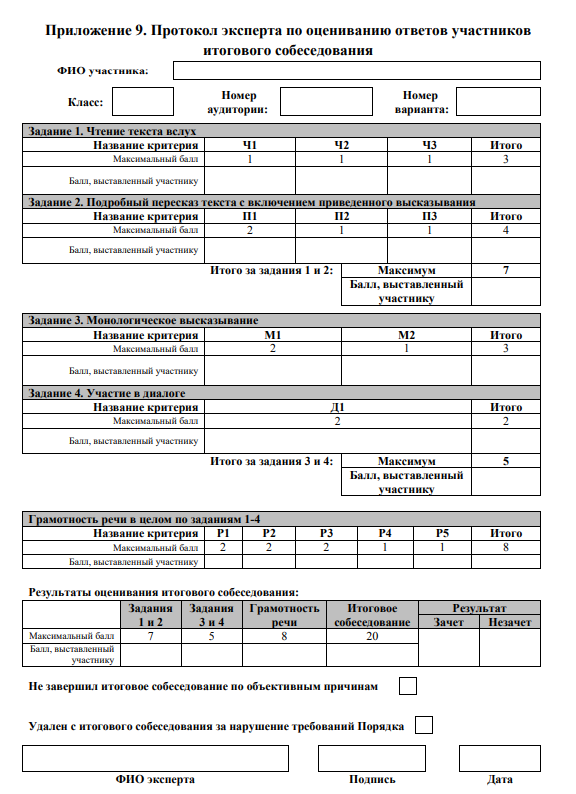 Приложение 9. Протокол эксперта по оцениванию ответов участников
итогового собеседования
ФИО участника:
Класс:
Номер аудитории:
Номер варианта:
Задание 1. Чтение текста вслух
Название критерия Ч1 Ч2 Ч3 Итого
Максимальный балл 1 1 1 3
Балл, выставленный участнику
Задание 2. Подробный пересказ текста с включением приведенного высказывания
Название критерия П1 П2 П3 Итого
Максимальный балл 2 1 1 4
Балл, выставленный участнику
Итого за задания 1 и 2: Максимум 7
Балл, выставленный
участнику
Задание 3. Монологическое высказывание
Название критерия М1 М2 Итого
Максимальный балл 2 1 3
Балл, выставленный участнику
Задание 4. Участие в диалоге
Название критерия Д1 Итого
Максимальный балл 2 2
Балл, выставленный участнику
Итого за задания 3 и 4: Максимум 5
Балл, выставленный
участнику
Грамотность речи в целом по заданиям 1-4
Название критерия Р1 Р2 Р3 Р4 Р5 Итого
Максимальный балл 2 2 2 1 1 8
Балл, выставленный участнику
Результаты оценивания итогового собеседования:
Задания Задания Грамотность Итоговое Результат
1 и 2 3 и 4 речи собеседование Зачет Незачет
Максимальный балл 7 5 8 20
Балл, выставленный
участнику
Не завершил итоговое собеседование по объективным причинам
Удален с итогового собеседования за нарушение требований Порядка
ФИО эксперта Подпись Дата